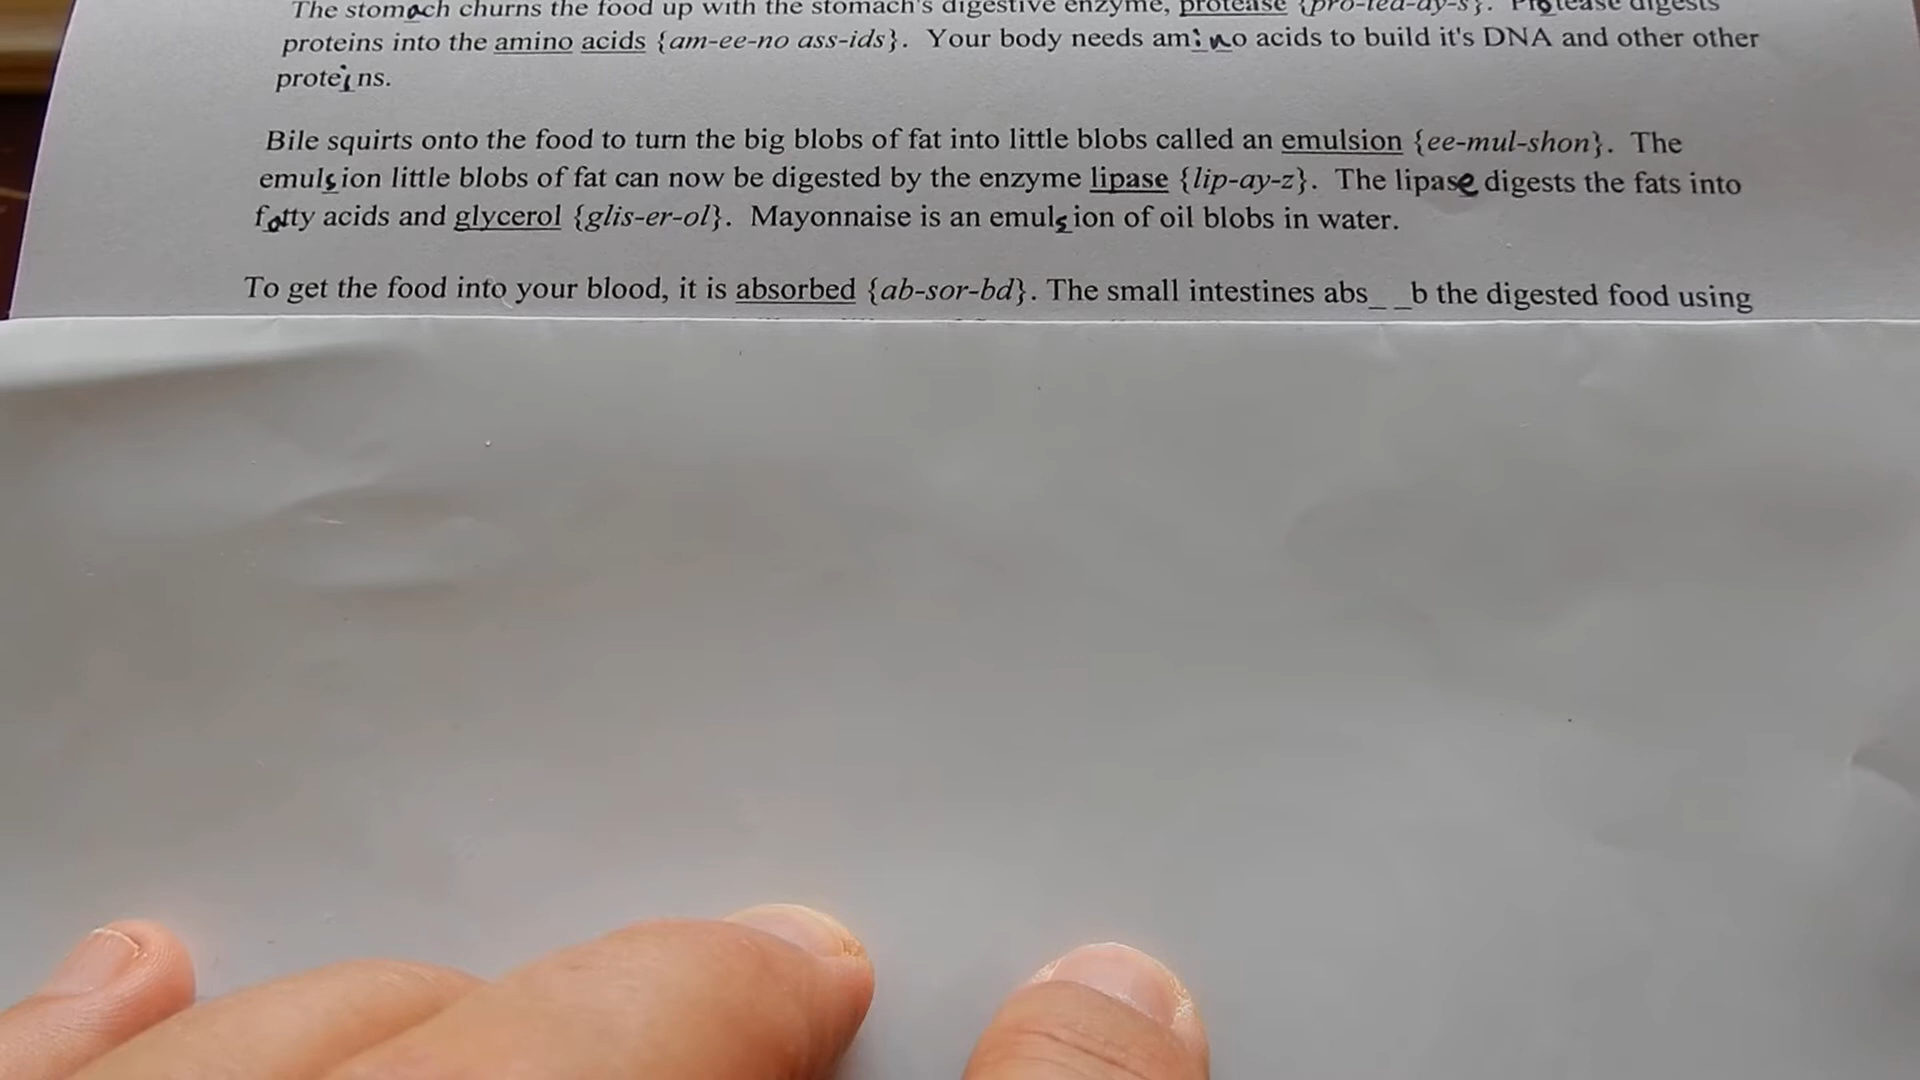 The stomach churns the food up with the stomach's digestive enzyme, protease {pro-tea-ay-s}. Protease digests
proteins into the amino acids {am-ee-no ass-ids}. Your body needs amino acids to build it's DNA and other other
proteins.
Bile squirts onto the food to turn the big blobs of fat into little blobs called an emulsion {ee-mul-shon}. The
emulsion little blobs of fat can now be digested by the enzyme lipase {lip-ay-z}. The lipase digests the fats into
fatty acids and glycerol {glis-er-ol}. Mayonnaise is an emulsion of oil blobs in water.
To get the food into your blood, it is absorbed {ab-sor-bd}. The small intestines abs_ _b the digested food using